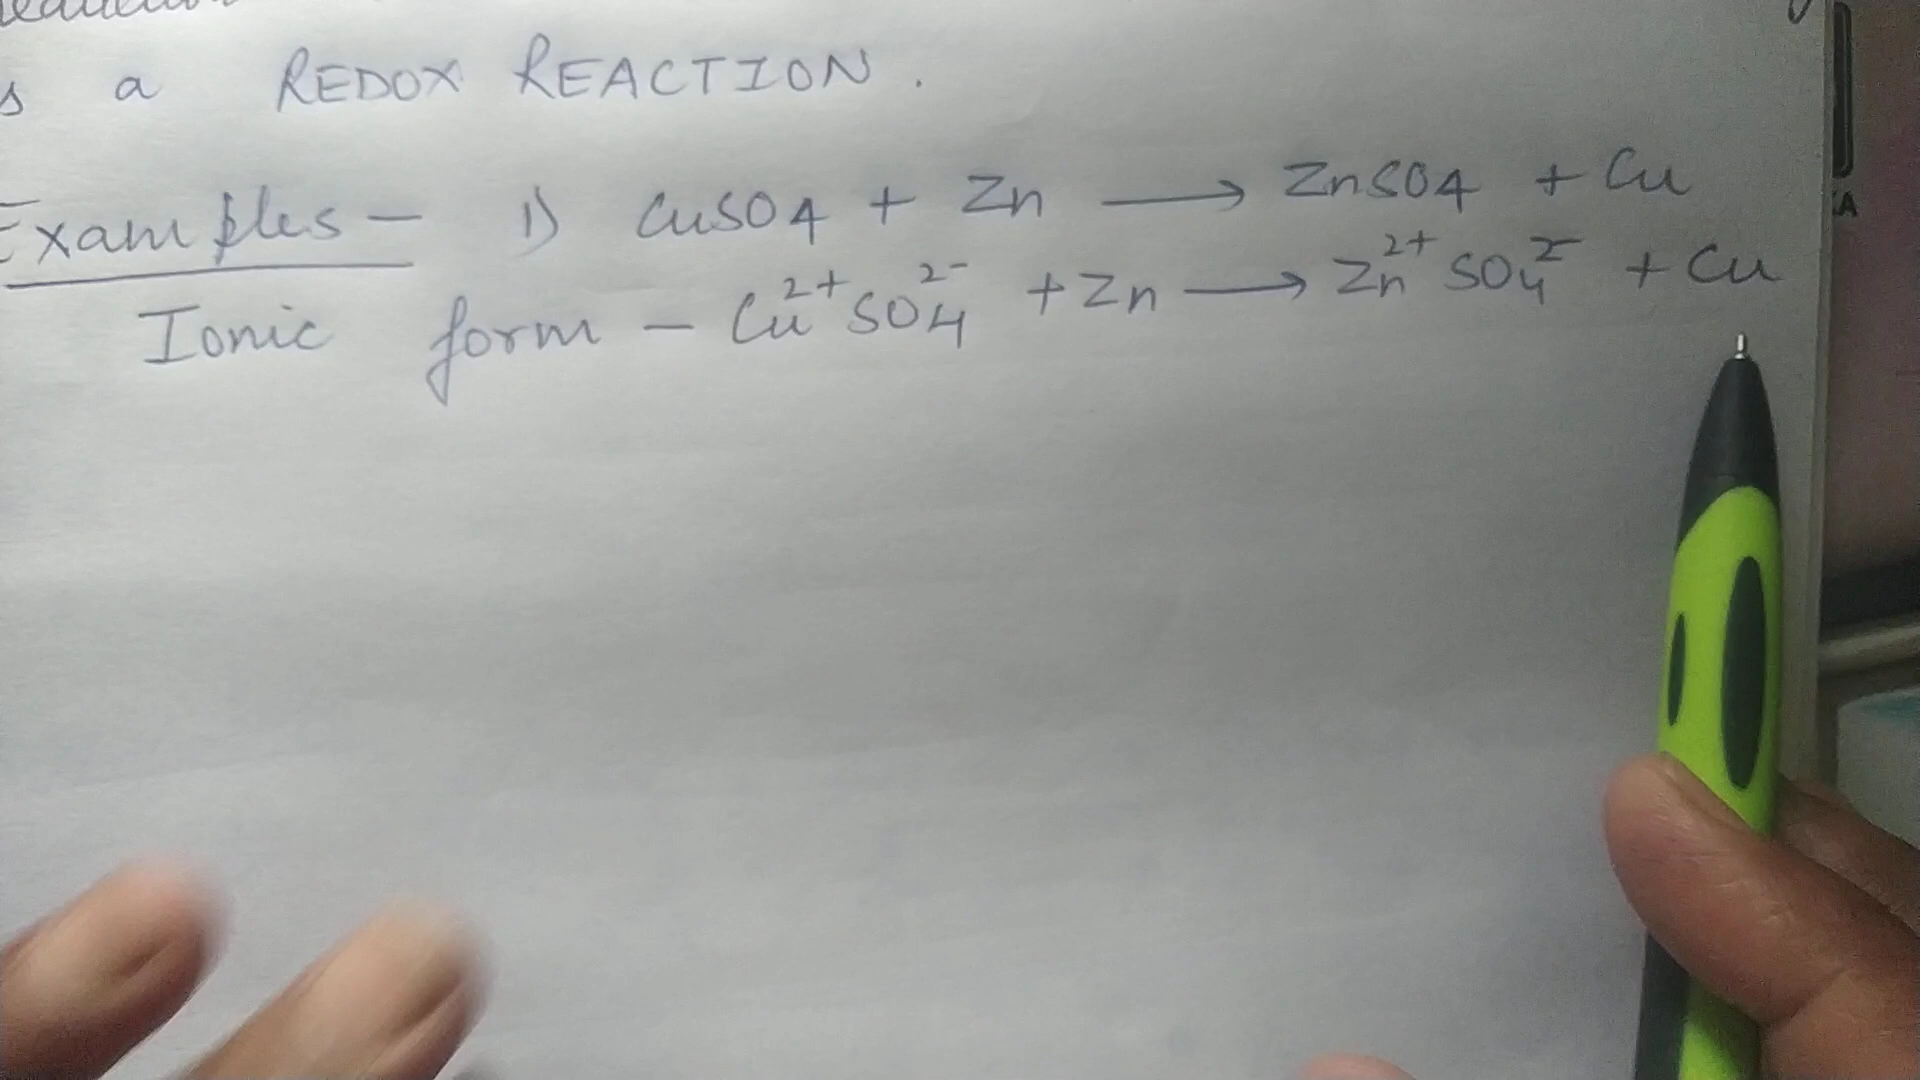 s a REDOX REACTION.
Examples - 1) CuSO4 + Zn → ZnSO4 + Cu
Ionic form - Cu²⁺SO₄²⁻ + Zn → Zn²⁺SO₄²⁻ + Cu